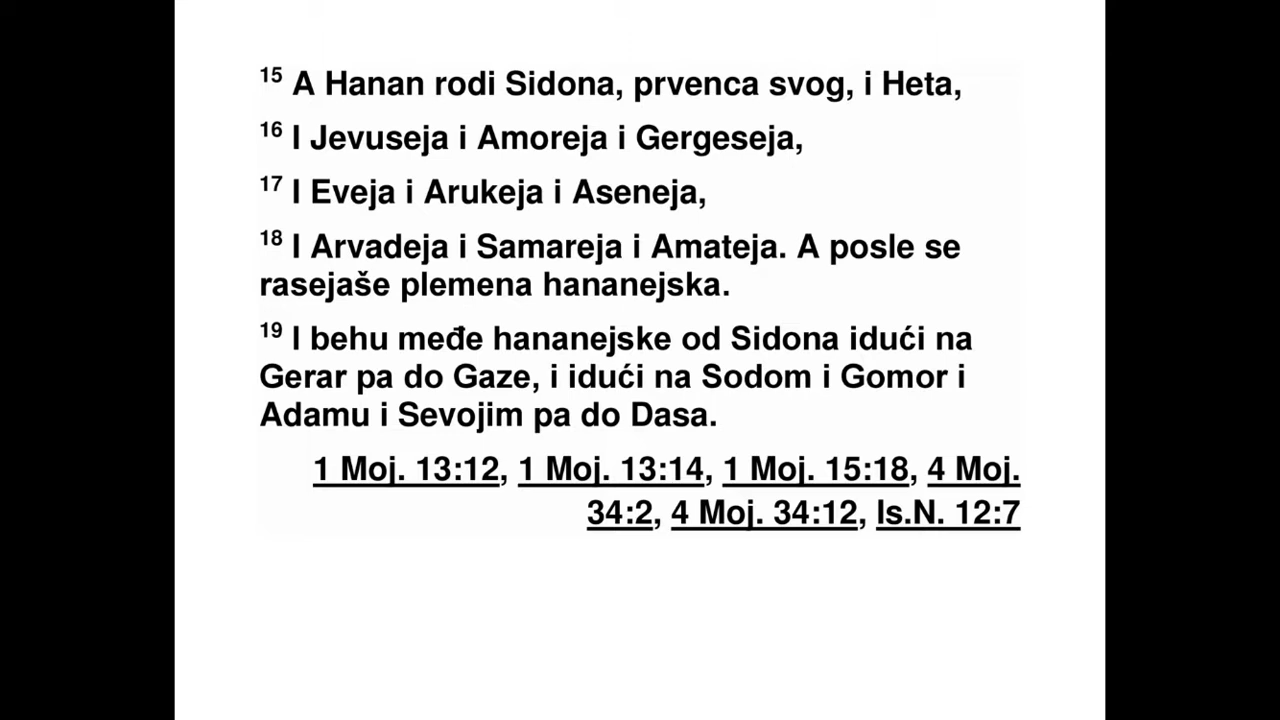 15 A Hanan rodi Sidona, prvenca svog, i Heta,
16 I Jevuseja i Amoreja i Gergeseja,
17 I Eveja i Arukeja i Aseneja,
18 I Arvadeja i Samareja i Amateja. A posle se
rasejaše plemena hananejska.
19 I behu međe hananejske od Sidona idući na
Gerar pa do Gaze, i idući na Sodom i Gomor i
Adamu i Sevojim pa do Dasa.
1 Moj. 13:12, 1 Moj. 13:14, 1 Moj. 15:18, 4 Moj.
34:2, 4 Moj. 34:12, Is.N. 12:7